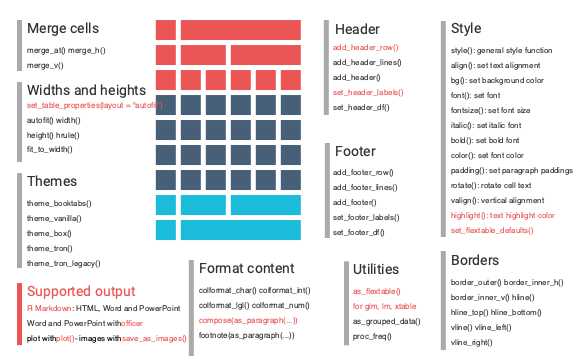 Merge cells
merge_at() merge_h()
merge_v()
Widths and heights
set_table_properties(layout = "autofit")
autofit() width()
height() hrule()
fit_to_width()
Themes
theme_booktabs()
theme_vanilla()
theme_box()
theme_tron()
theme_tron_legacy()
Supported output
R Markdown: HTML, Word and PowerPoint
Word and PowerPoint with officer
plot with plot() - images with save_as_images()
Format content
colformat_char() colformat_int()
colformat_lgl() colformat_num()
compose(as_paragraph(...))
footnote(as_paragraph(...))
Header
add_header_row()
add_header_lines()
add_header()
set_header_labels()
set_header_df()
Footer
add_footer_row()
add_footer_lines()
add_footer()
set_footer_labels()
set_footer_df()
Utilities
as_flextable()
for glm, lm, xtable
as_grouped_data()
proc_freq()
Style
style(): general style function
align(): set text alignment
bg(): set background color
font(): set font
fontsize(): set font size
italic(): set italic font
bold(): set bold font
color(): set font color
padding(): set paragraph paddings
rotate(): rotate cell text
valign(): vertical alignment
highlight(): text highlight color
set_flextable_defaults()
Borders
border_outer() border_inner_h()
border_inner_v() hline()
hline_top() hline_bottom()
vline() vline_left()
vline_right()